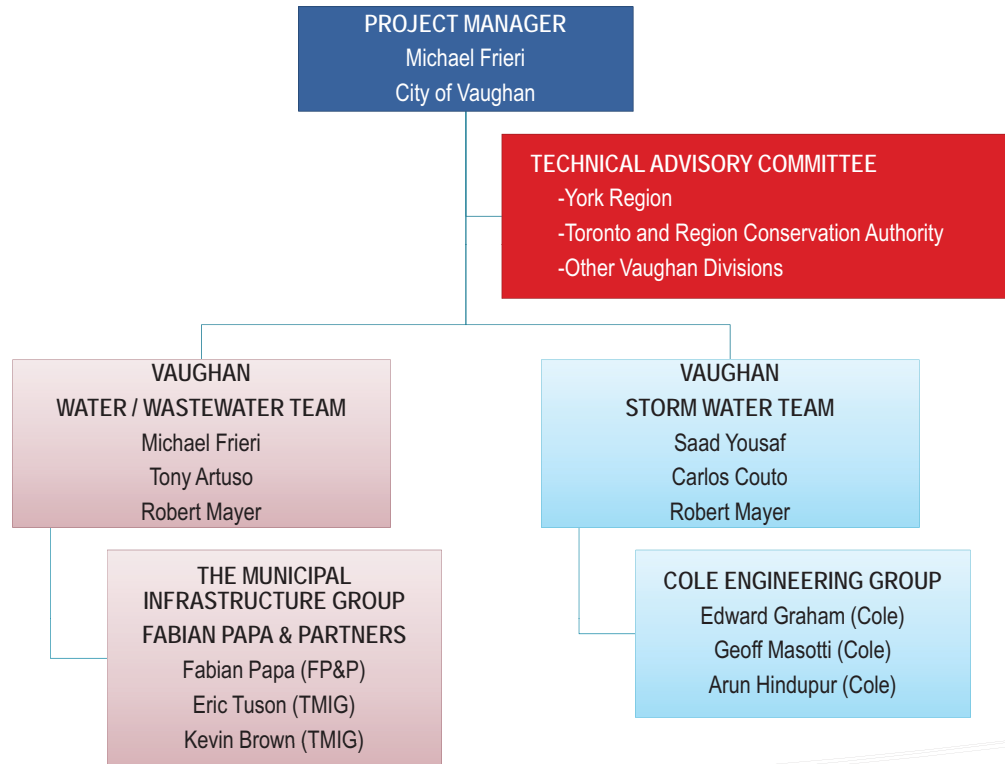 PROJECT MANAGER
Michael Frieri
City of Vaughan
TECHNICAL ADVISORY COMMITTEE
-York Region
-Toronto and Region Conservation Authority
-Other Vaughan Divisions
VAUGHAN
WATER / WASTEWATER TEAM
Michael Frieri
Tony Artuso
Robert Mayer
VAUGHAN
STORM WATER TEAM
Saad Yousaf
Carlos Couto
Robert Mayer
THE MUNICIPAL
INFRASTRUCTURE GROUP
FABIAN PAPA & PARTNERS
Fabian Papa (FP&P)
Eric Tuson (TMIG)
Kevin Brown (TMIG)
COLE ENGINEERING GROUP
Edward Graham (Cole)
Geoff Masotti (Cole)
Arun Hindupur (Cole)